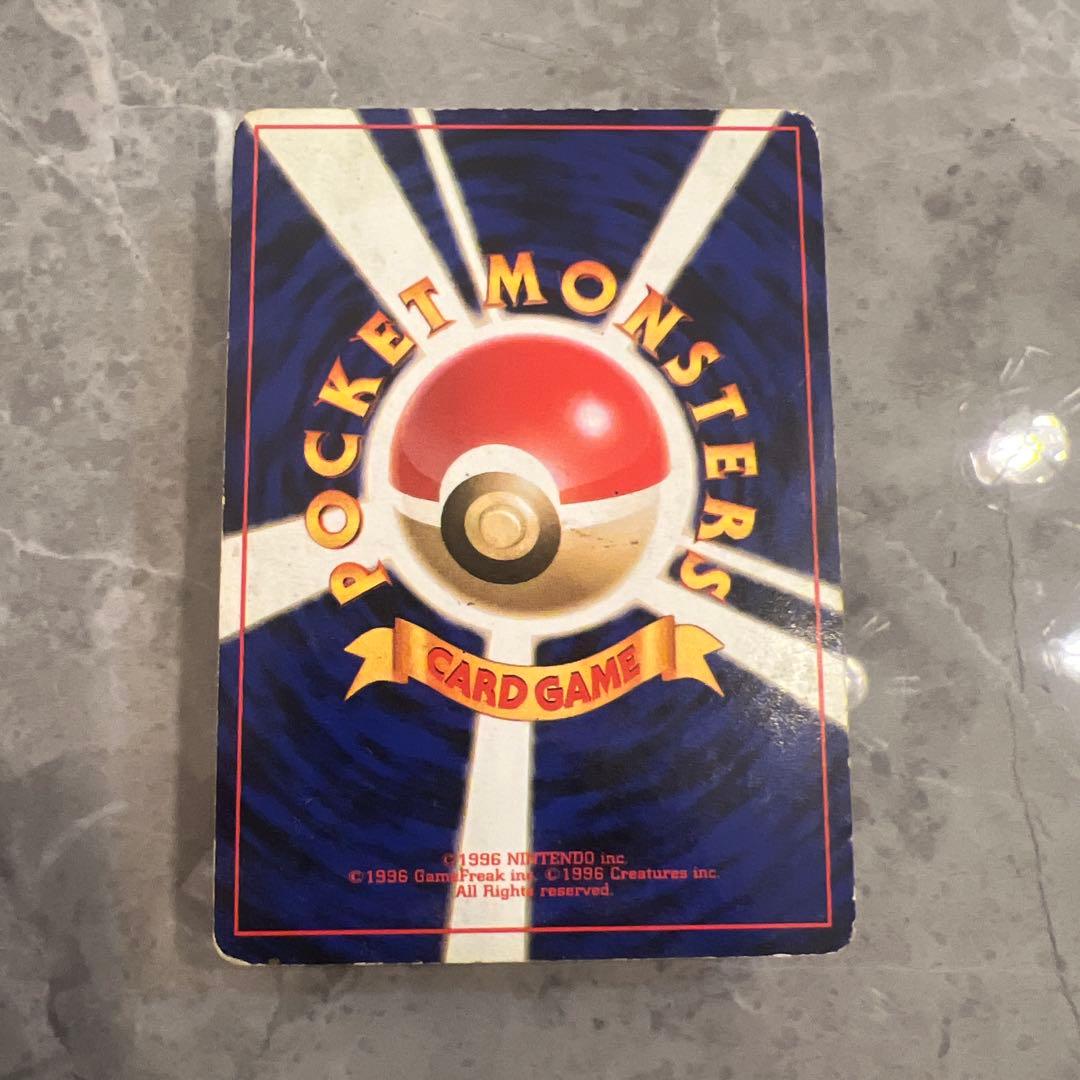 POCKET MONSTERS
CARD GAME
©1996 NINTENDO inc.
©1996 GameFreak inc. ©1996 Creatures inc.
All Rights reserved.